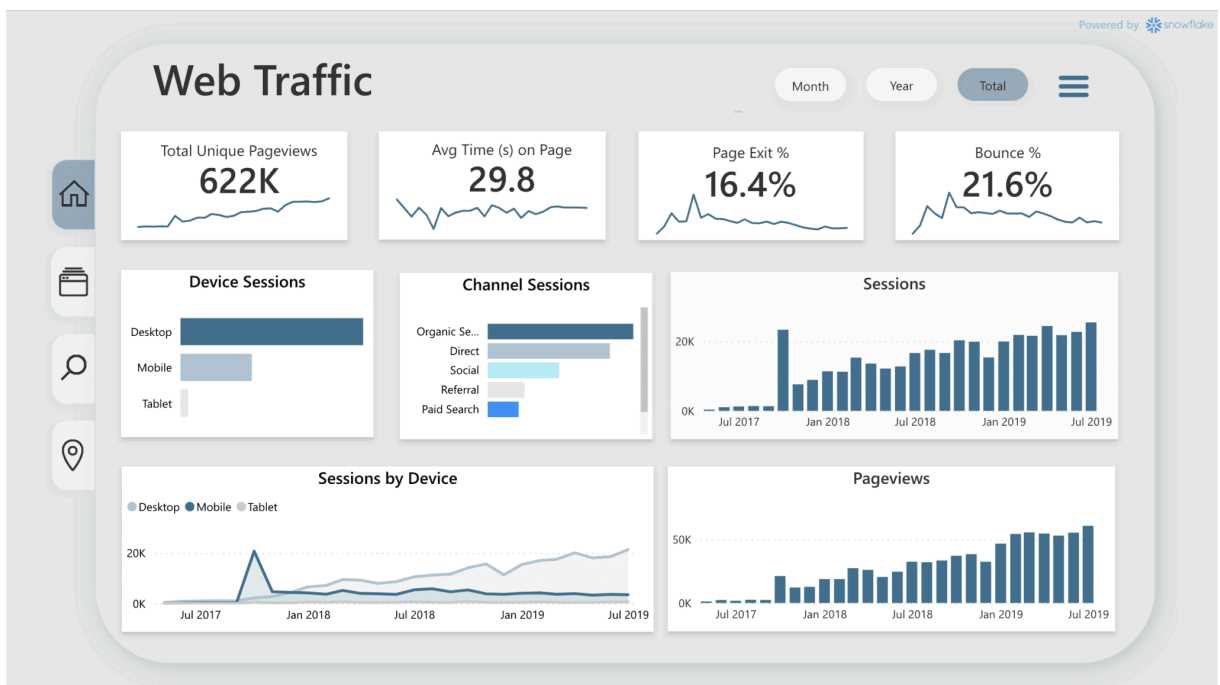 Powered by snowflake
Web Traffic
Month
Year
Total
Total Unique Pageviews
622K
Avg Time (s) on Page
29.8
Page Exit %
16.4%
Bounce %
21.6%
Device Sessions
Desktop
Mobile
Tablet
Channel Sessions
Organic Se...
Direct
Social
Referral
Paid Search
Sessions
20K
0K
Jul 2017 Jan 2018 Jul 2018 Jan 2019 Jul 2019
Sessions by Device
Desktop Mobile Tablet
20K
0K
Jul 2017 Jan 2018 Jul 2018 Jan 2019 Jul 2019
Pageviews
50K
0K
Jul 2017 Jan 2018 Jul 2018 Jan 2019 Jul 2019